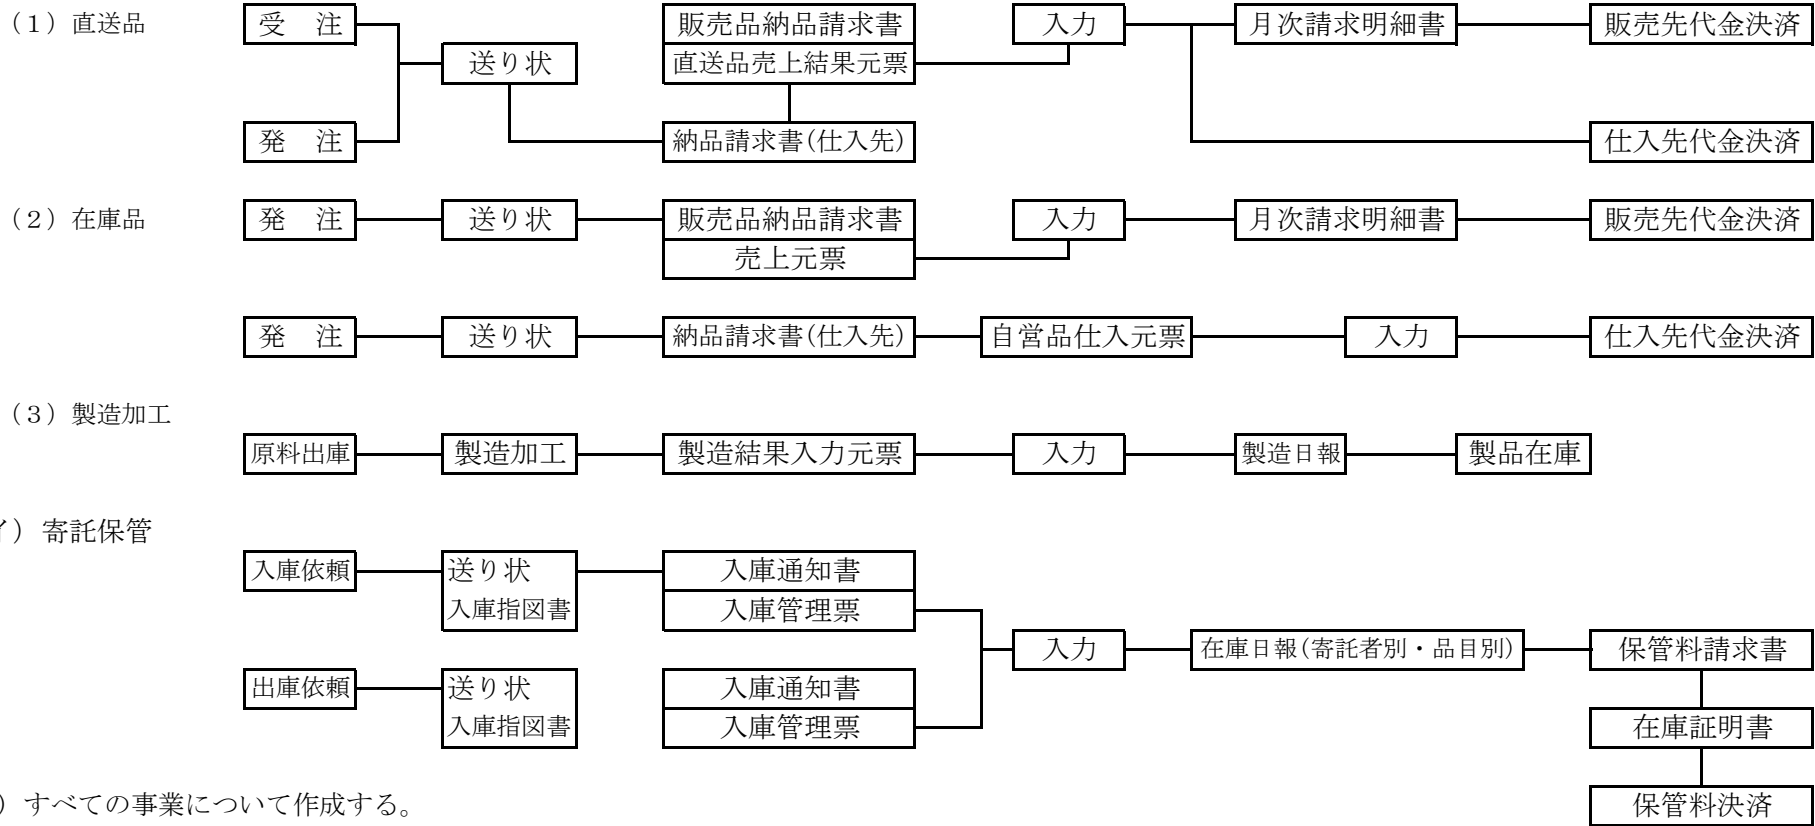 （１）直送品 受　注 販売品納品請求書 入力 月次請求明細書 販売先代金決済
送り状 直送品売上結果元票
発　注 納品請求書(仕入先) 仕入先代金決済
（２）在庫品 発　注 送り状 販売品納品請求書 入力 月次請求明細書 販売先代金決済
売上元票
発　注 送り状 納品請求書(仕入先) 自営品仕入元票 入力 仕入先代金決済
（３）製造加工
原料出庫 製造加工 製造結果入力元票 入力 製造日報 製品在庫
イ）寄託保管
入庫依頼 送り状 入庫通知書
入庫指図書 入庫管理票
入力 在庫日報(寄託者別・品目別) 保管料請求書
出庫依頼 送り状 入庫通知書
入庫指図書 入庫管理票 在庫証明書
）すべての事業について作成する。 保管料決済